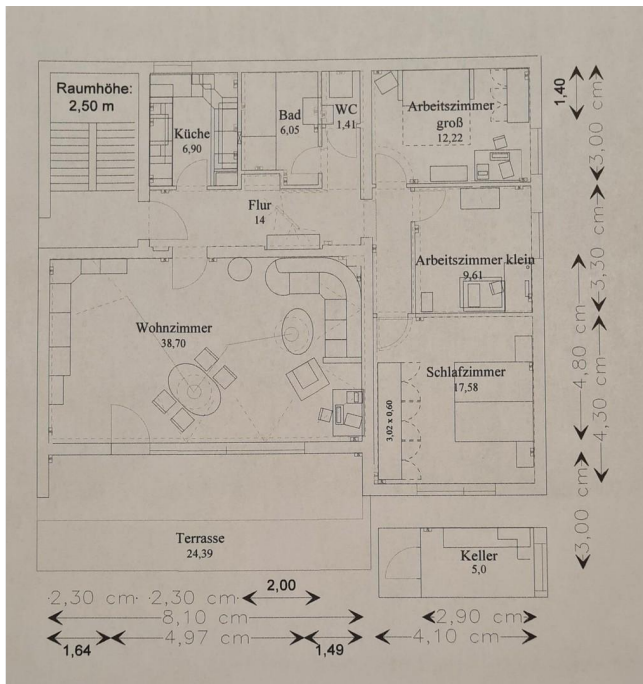 Raumhöhe:
2,50 m
Küche
6,90
Bad
6,05
WC
1,41
Arbeitszimmer
groß
12,22
1,40
3,00 cm
Flur
14
Arbeitszimmer klein
9,61
3,30 cm
Wohnzimmer
38,70
4,80 cm
Schlafzimmer
17,58
3,02 x 0,60
4,30 cm
Terrasse
24,39
Keller
5,0
3,00 cm
2,30 cm
2,30 cm
2,00
8,10 cm
2,90 cm
4,97 cm
4,10 cm
1,64
1,49